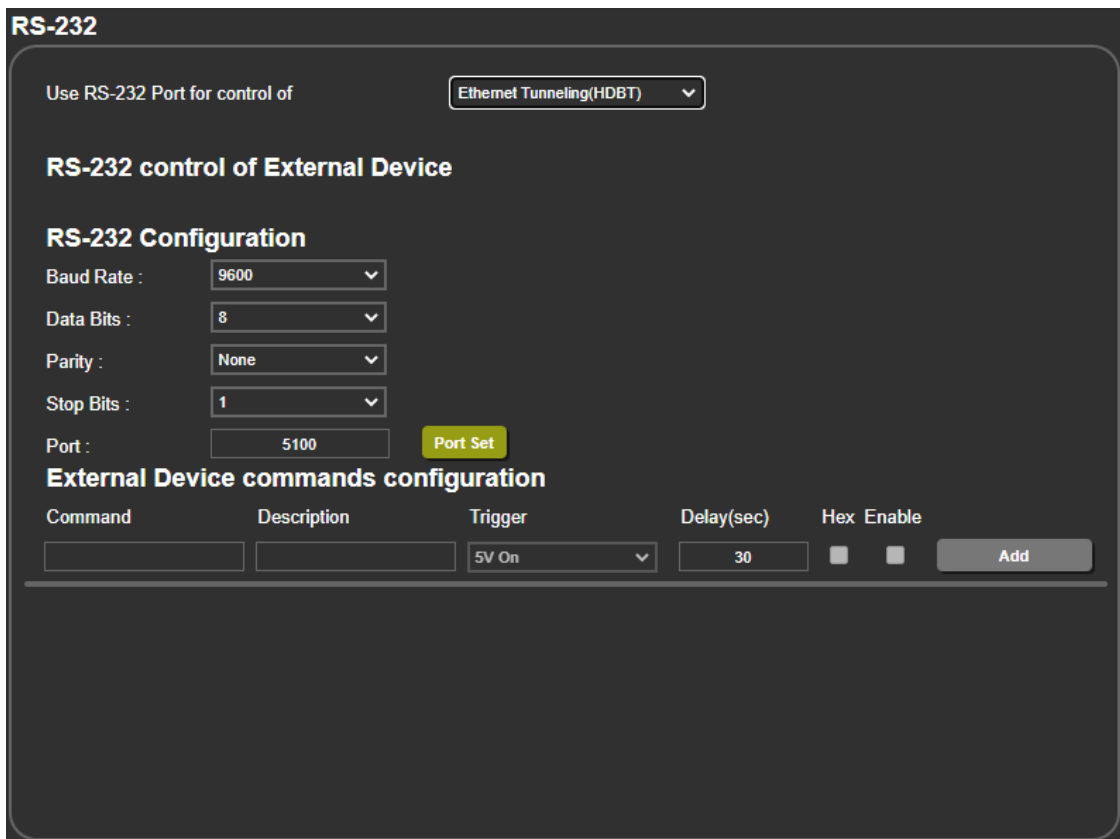 RS-232
Use RS-232 Port for control of Ethernet Tunneling(HDBT)
RS-232 control of External Device
RS-232 Configuration
Baud Rate : 9600
Data Bits : 8
Parity : None
Stop Bits : 1
Port : 5100 Port Set
External Device commands configuration
Command Description Trigger Delay(sec) Hex Enable
5V On 30 Add